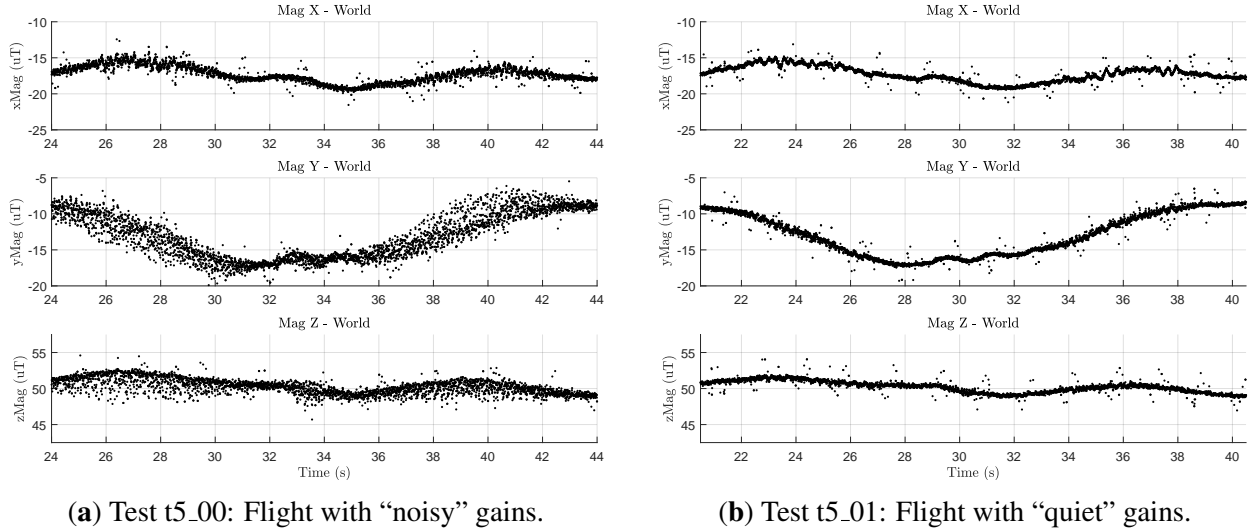 Mag X - World
-10
-15
-20
-25
xMag (uT)
24 26 28 30 32 34 36 38 40 42 44
Mag Y - World
-5
-10
-15
-20
yMag (uT)
24 26 28 30 32 34 36 38 40 42 44
Mag Z - World
55
50
45
zMag (uT)
24 26 28 30 32 34 36 38 40 42 44
Time (s)
(a) Test t5_00: Flight with “noisy” gains.
Mag X - World
-10
-15
-20
-25
xMag (uT)
22 24 26 28 30 32 34 36 38 40
Mag Y - World
-5
-10
-15
-20
yMag (uT)
22 24 26 28 30 32 34 36 38 40
Mag Z - World
55
50
45
zMag (uT)
22 24 26 28 30 32 34 36 38 40
Time (s)
(b) Test t5_01: Flight with “quiet” gains.